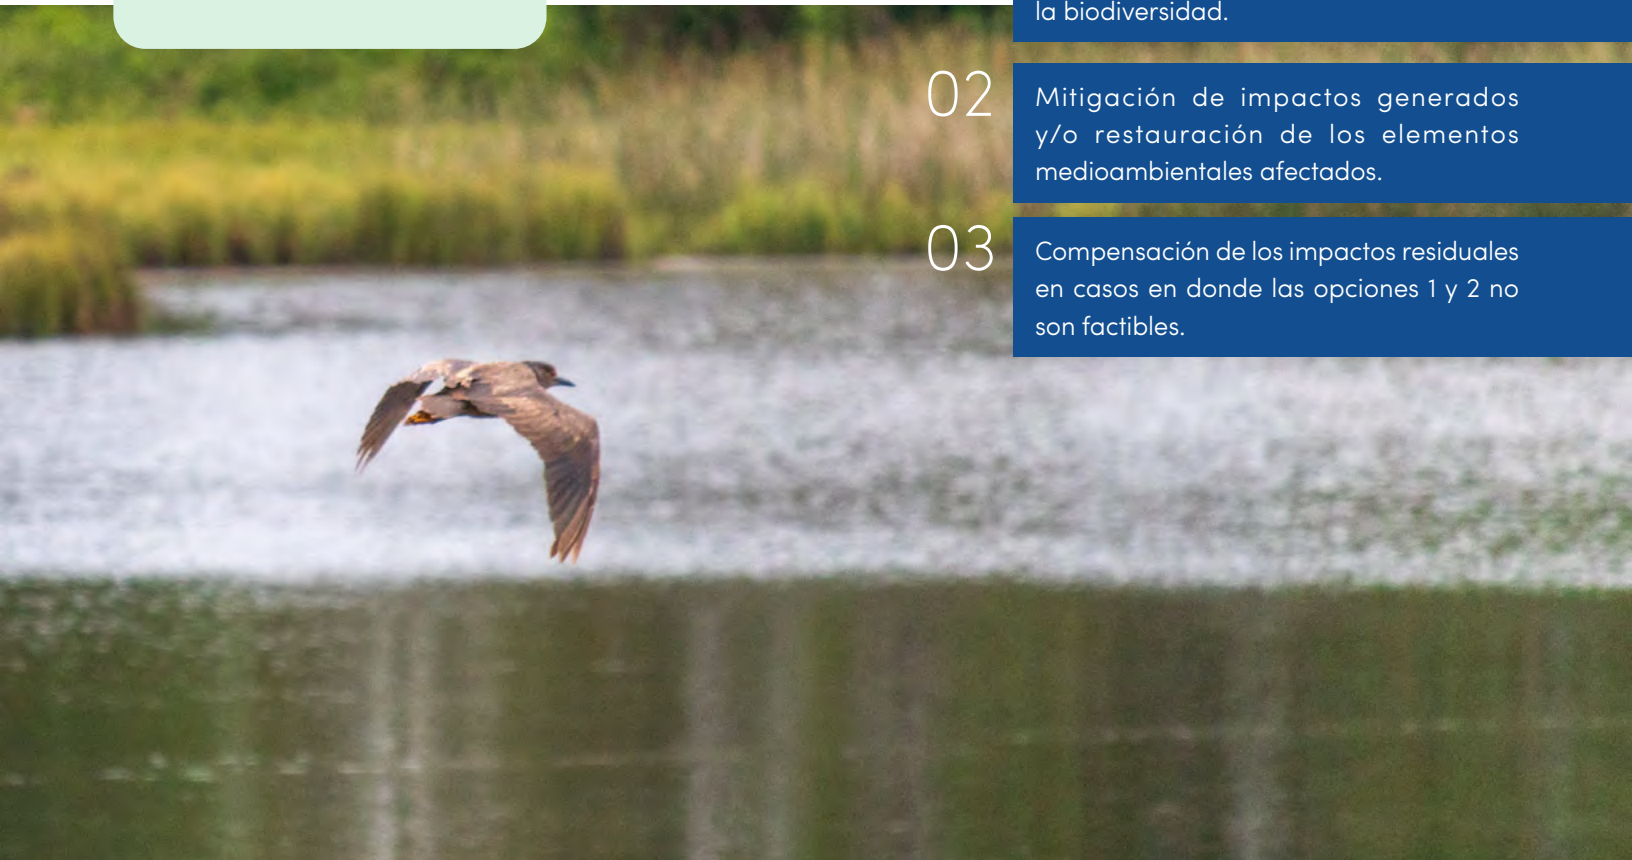 la biodiversidad.
02
Mitigación de impactos generados
y/o restauración de los elementos
medioambientales afectados.
03
Compensación de los impactos residuales
en casos en donde las opciones 1 y 2 no
son factibles.